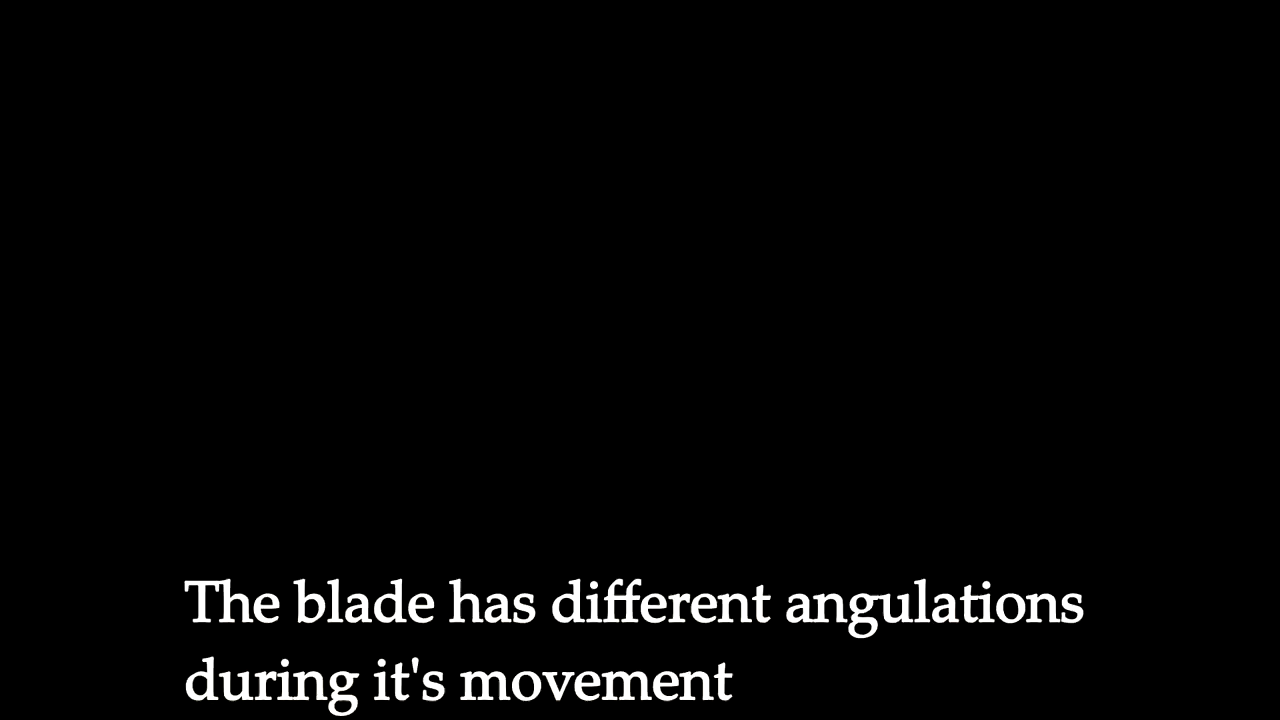 The blade has different angulations
during it's movement